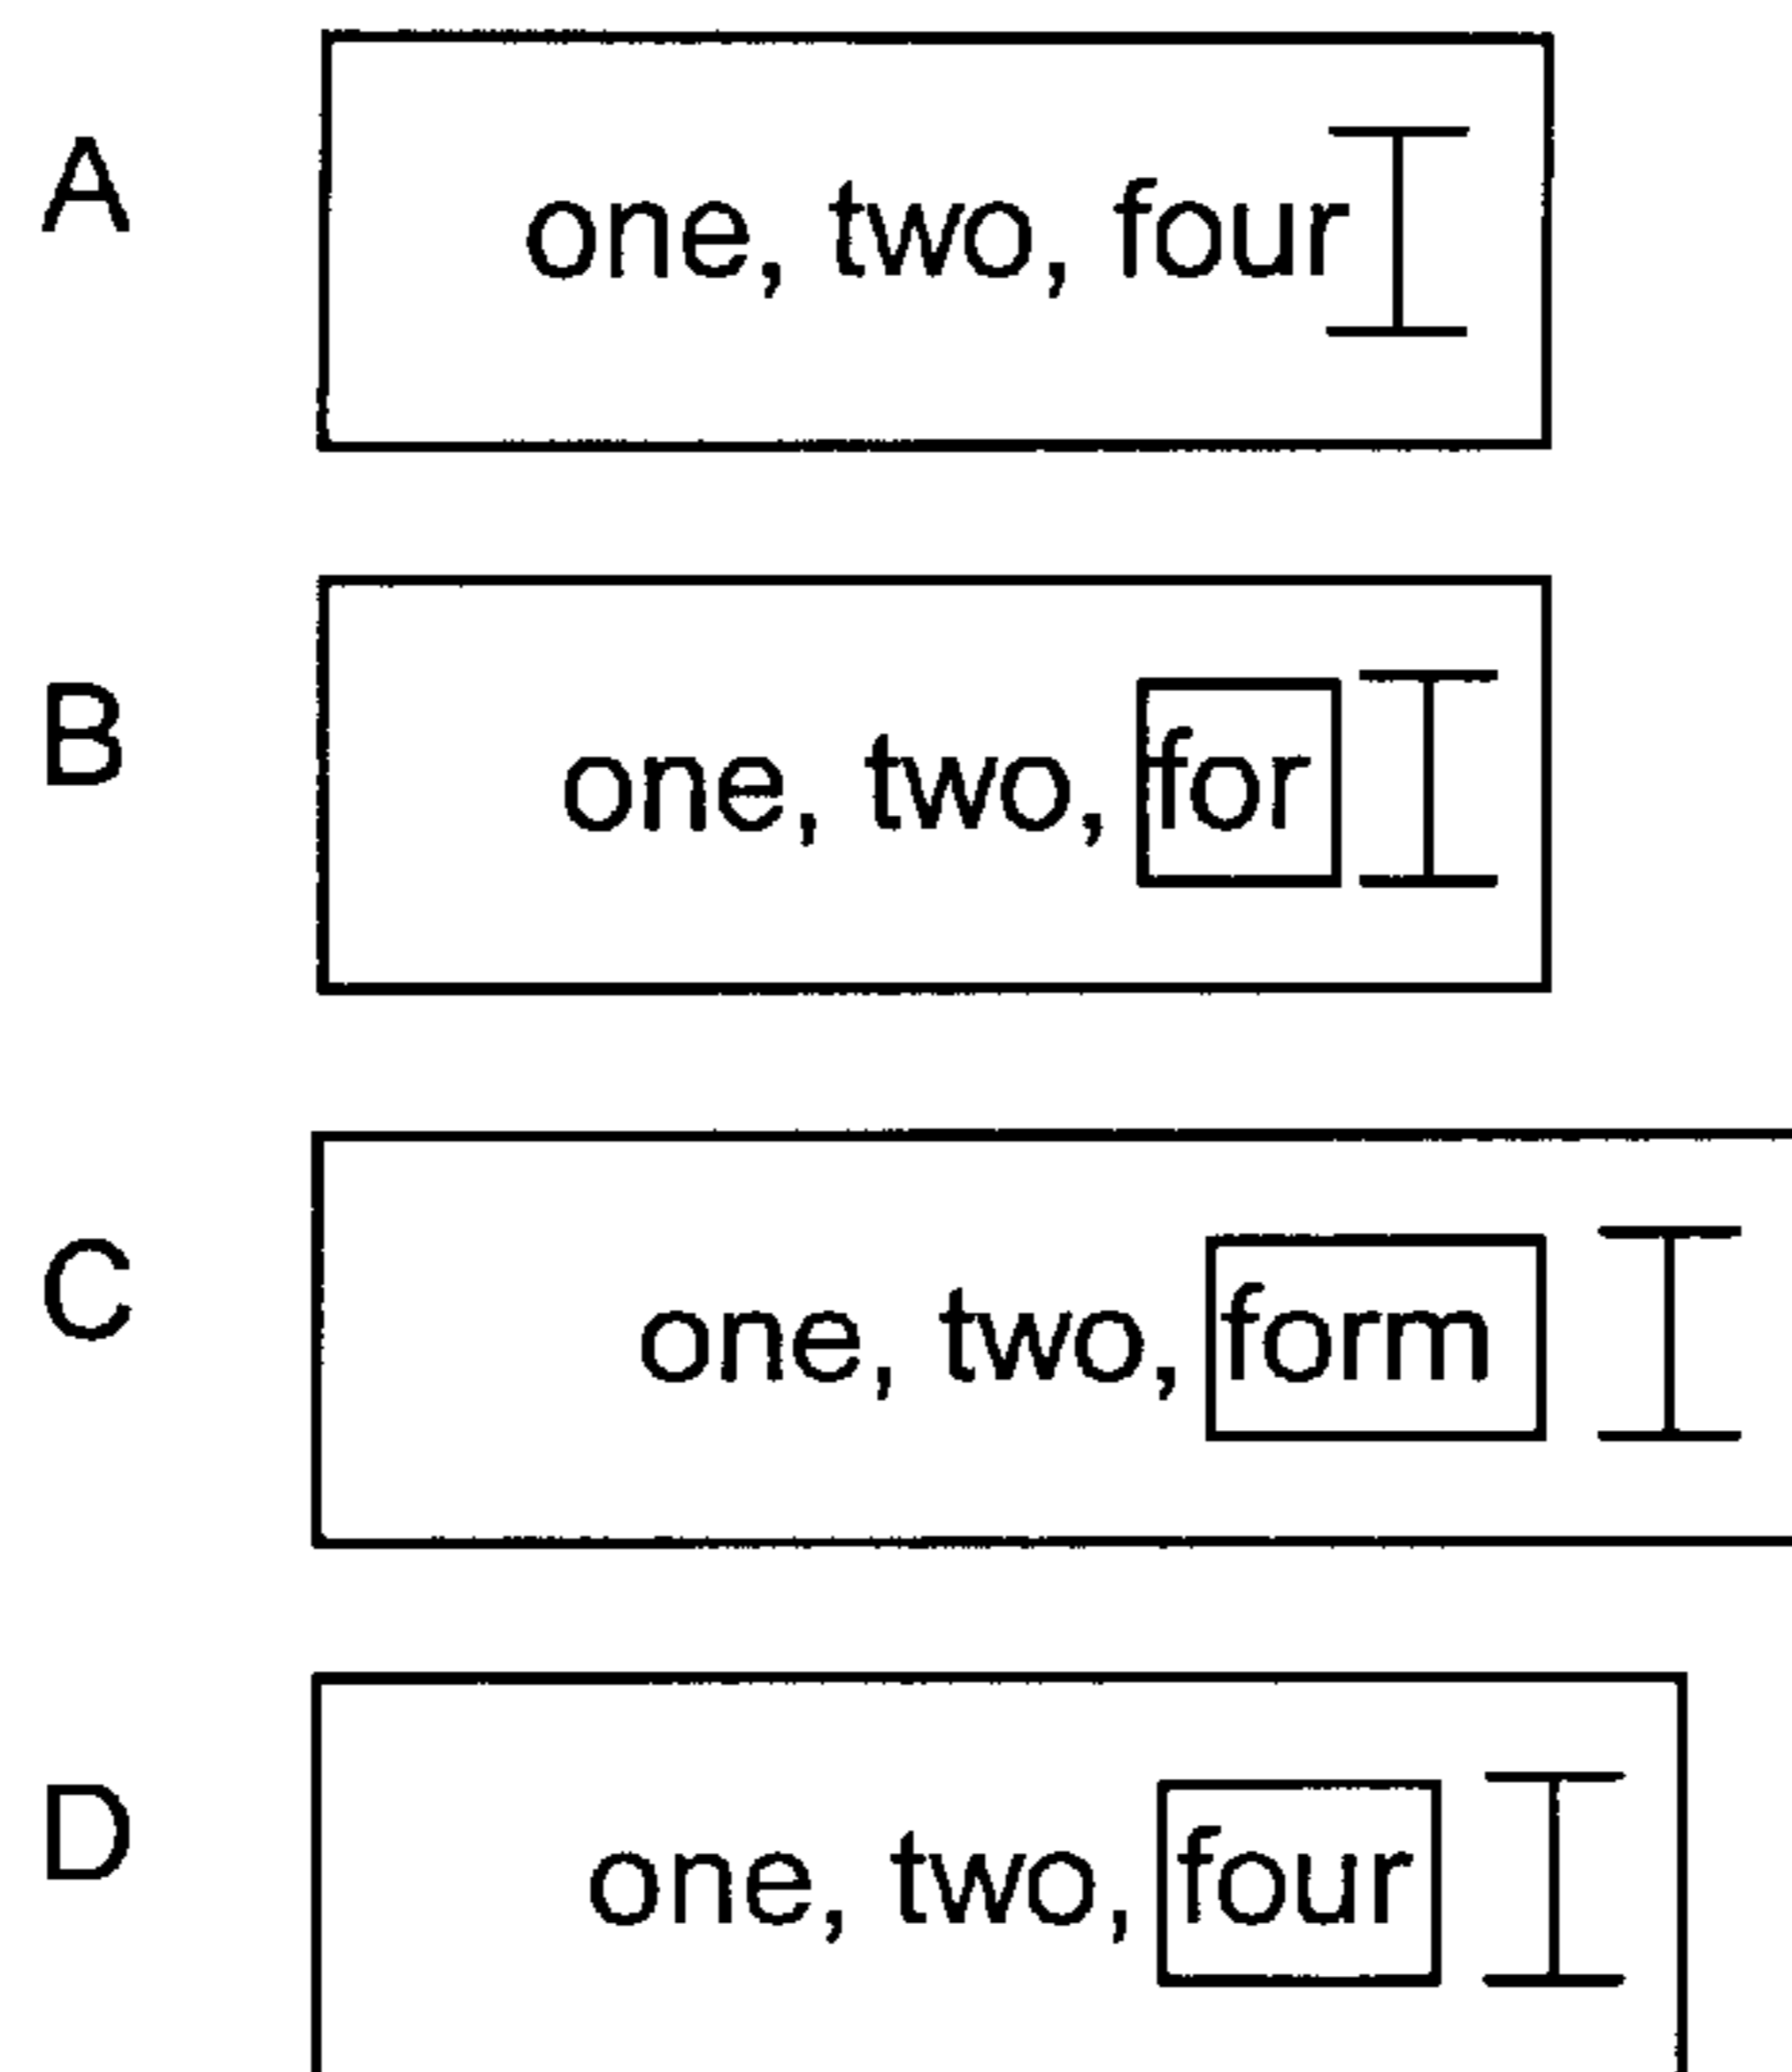 A
one, two, four
B
one, two, for
C
one, two, form
D
one, two, four